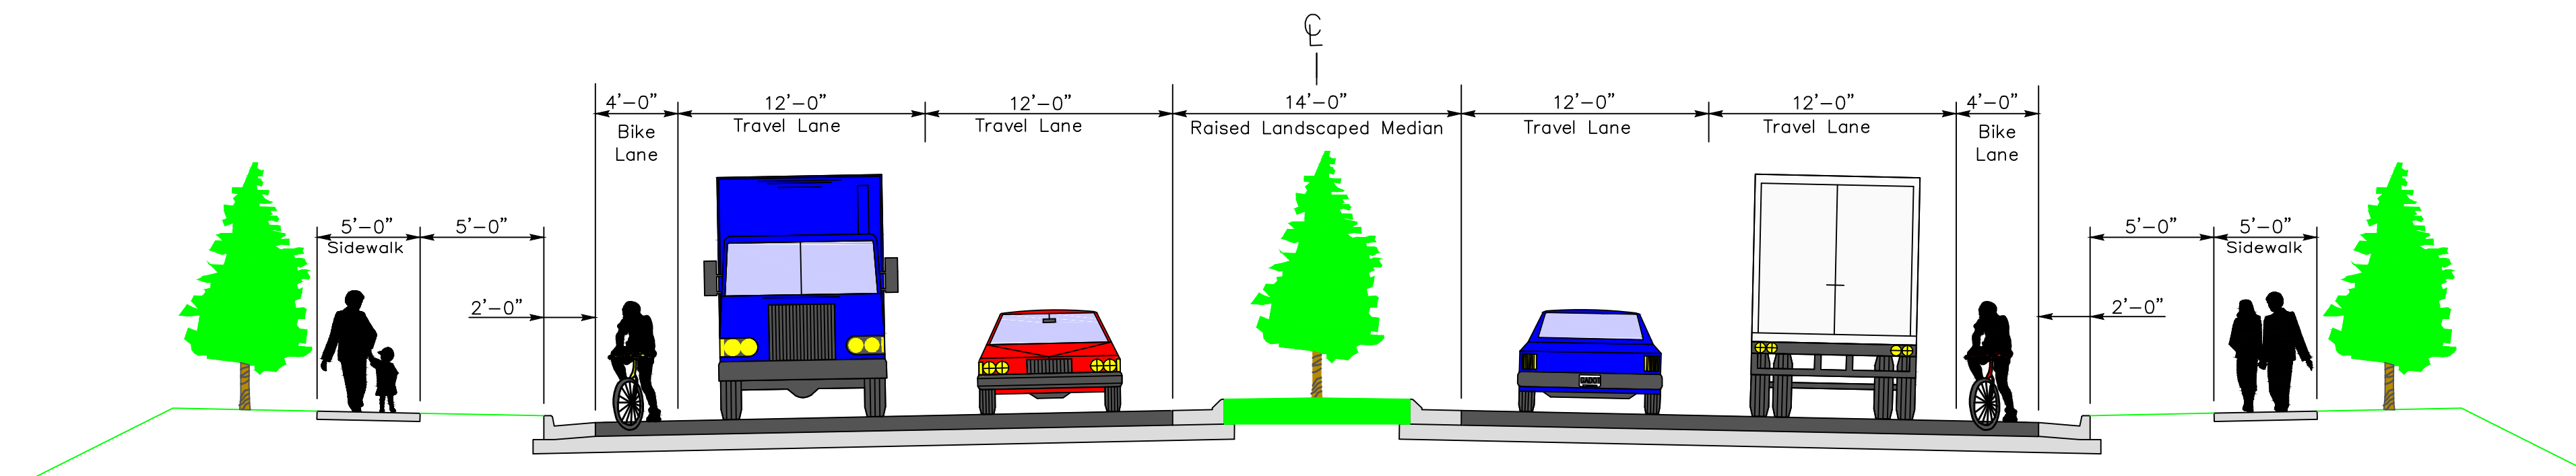 CL
4'-0" 12'-0" 12'-0" 14'-0" 12'-0" 12'-0" 4'-0"
Bike Lane
Travel Lane
Travel Lane
Raised Landscaped Median
Travel Lane
Travel Lane
Bike Lane
5'-0" 5'-0" 5'-0" 5'-0"
Sidewalk Sidewalk
2'-0" 2'-0"
GADOT